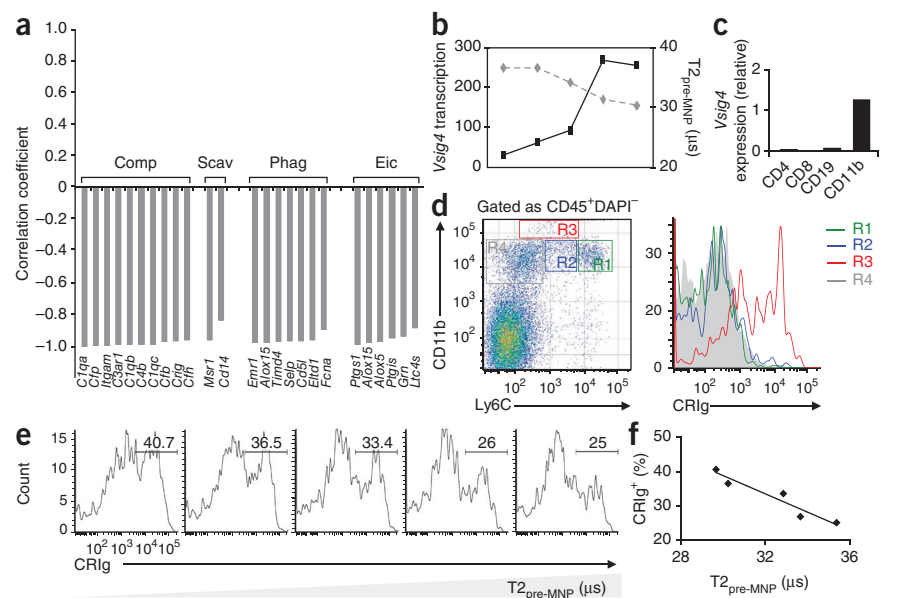 a
Correlation coefficient
1.0
0.8
0.6
0.4
0.2
0
−0.2
−0.4
−0.6
−0.8
−1.0
Comp
Scav
Phag
Eic
C1qa
Cfp
Itgam
C3ar1
C1qb
C4b
C1qc
Cfb
Crig
Cfh
Msr1
Cd14
Emr1
Alox15
Timd4
Selp
Cd5l
Eltd1
Fcna
Ptgs1
Alox15
Alox5
Ptgis
Grn
Ltc4s
b
Vsig4 transcription
300
200
100
0
40
30
20
T2pre-MNP (μs)
c
Vsig4
expression (relative)
2
1
0
CD4
CD8
CD19
CD11b
d
Gated as CD45+DAPI−
CD11b
10⁵
10⁴
10³
10²
R3
R4
R2
R1
10² 10³ 10⁴ 10⁵
Ly6C
30
20
10
0
10² 10³ 10⁴ 10⁵
CRIg
R1
R2
R3
R4
e
Count
15
10
5
0
40.7
36.5
33.4
26
25
10² 10³ 10⁴ 10⁵
CRIg
T2pre-MNP (μs)
f
CRIg+ (%)
50
40
30
20
28 32 36
T2pre-MNP (μs)